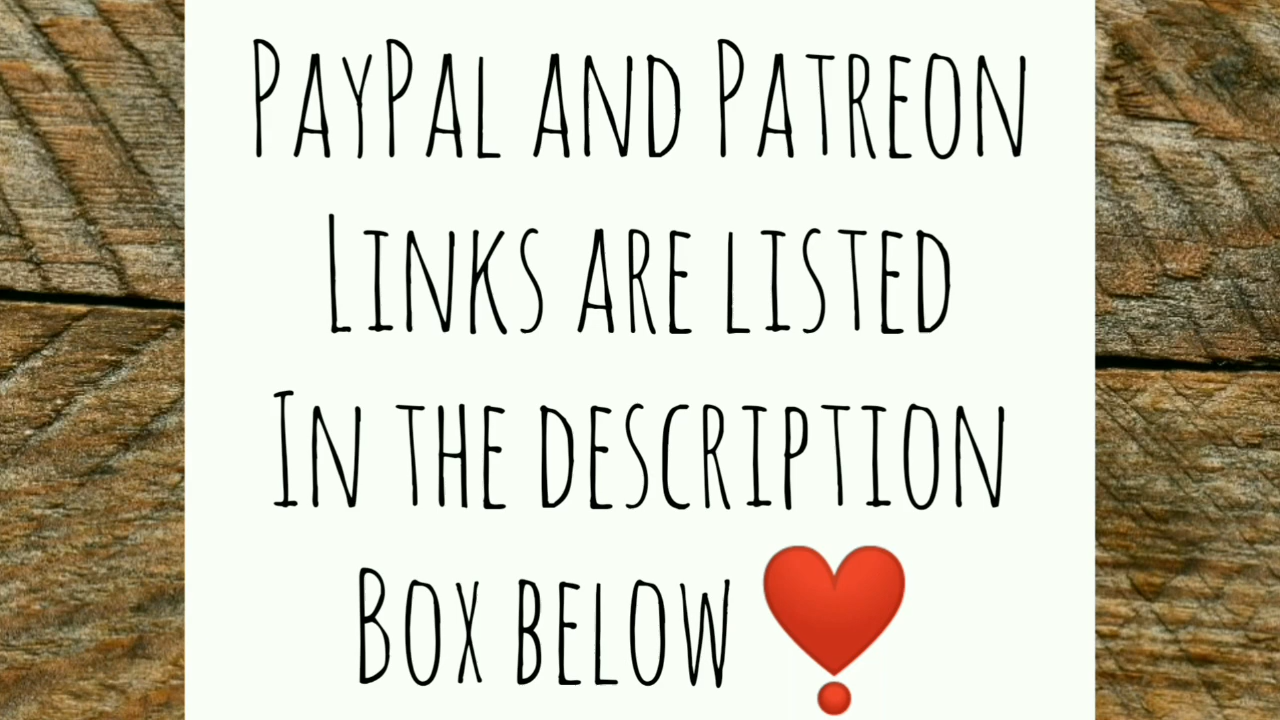 PayPal and Patreon
Links are listed
In the description
Box below ❣️